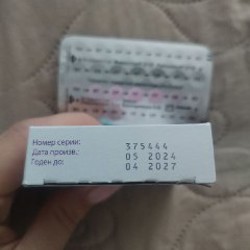 Номер серии: 375444
Дата произв.: 05 2024
Годен до: 04 2027